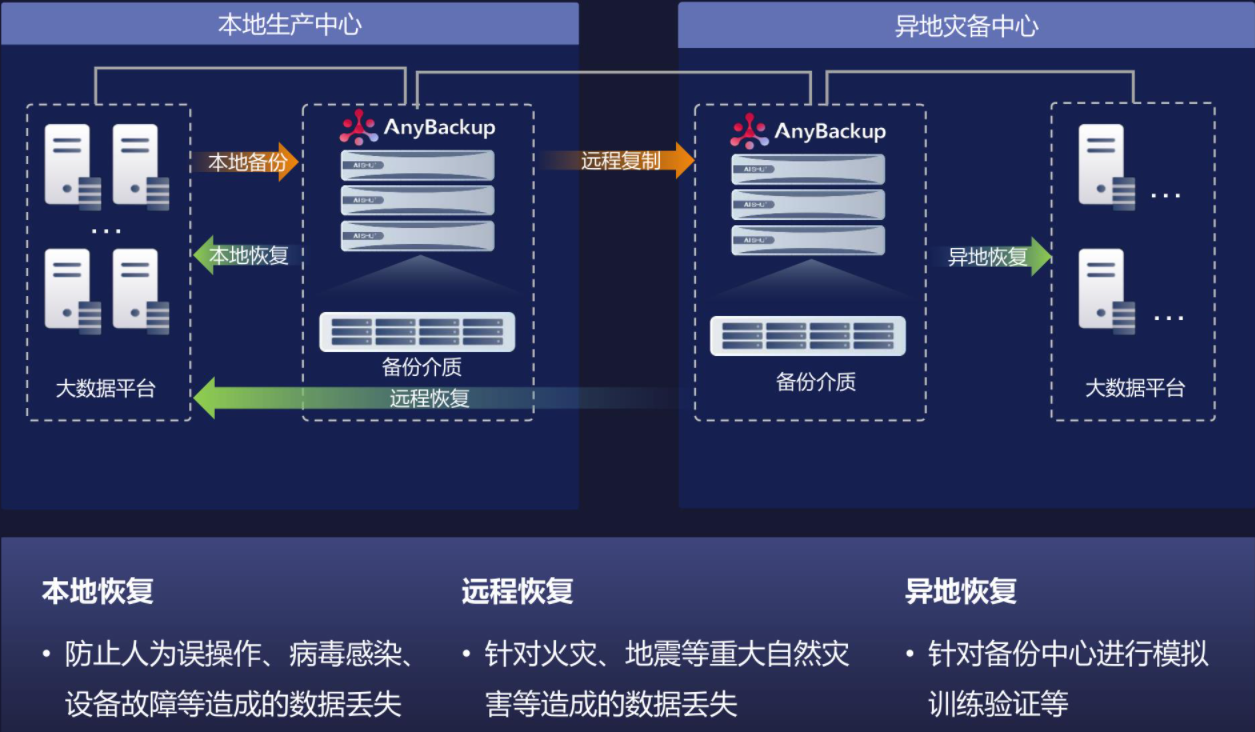 本地生产中心
异地灾备中心
AnyBackup
AnyBackup
本地备份
远程复制
AISHU
AISHU
AISHU
AISHU
AISHU
AISHU
...
...
本地恢复
异地恢复
...
备份介质
备份介质
大数据平台
大数据平台
远程恢复
本地恢复
远程恢复
异地恢复
• 防止人为误操作、病毒感染、
设备故障等造成的数据丢失
• 针对火灾、地震等重大自然灾
害等造成的数据丢失
• 针对备份中心进行模拟
训练验证等